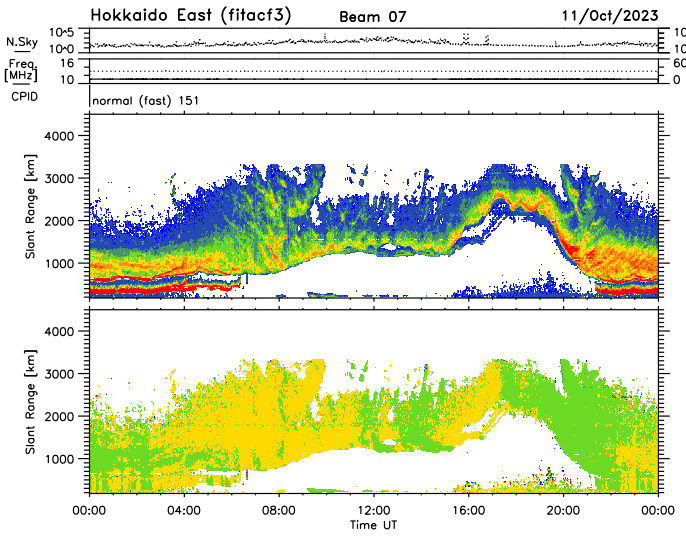 Hokkaido East (fitacf3) Beam 07 11/Oct/2023
N.Sky 10^5 10^0 10^5 10^0
Freq. [MHz] 16 10 60 0
CPID normal (fast) 151
Slant Range [km]
4000
3000
2000
1000
Slant Range [km]
4000
3000
2000
1000
00:00 04:00 08:00 12:00 16:00 20:00 00:00
Time UT